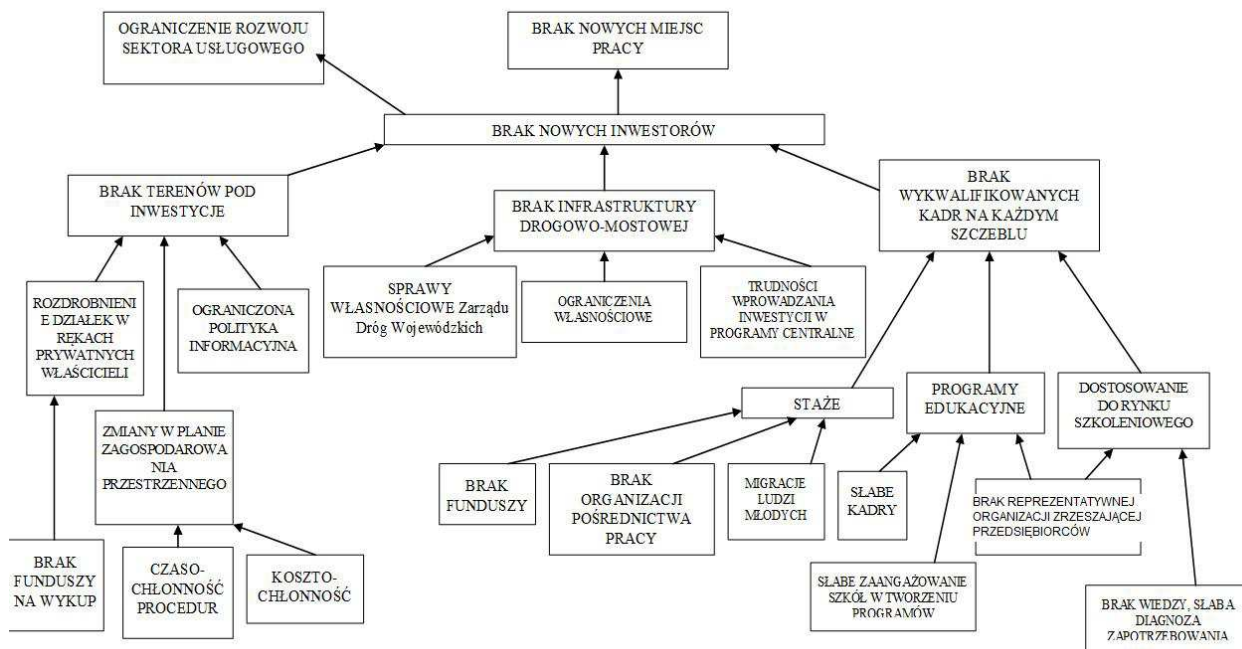 OGRANICZENIE ROZWOJU
SEKTORA USŁUGOWEGO
BRAK NOWYCH MIEJSC
PRACY
BRAK NOWYCH INWESTORÓW
BRAK TERENÓW POD
INWESTYCJE
BRAK INFRASTRUKTURY
DROGOWO-MOSTOWEJ
BRAK
WYKWALIFIKOWANYCH
KADR NA KAŻDYM
SZCZEBLU
ROZDROBNIENI
E DZIAŁEK W
RĘKACH
PRYWATNYCH
WŁAŚCICIELI
OGRANICZONA
POLITYKA
INFORMACYJNA
SPRAWY
WŁASNOŚCIOWE Zarządu
Dróg Wojewódzkich
OGRANICZENIA
WŁASNOŚCIOWE
TRUDNOŚCI
WPROWADZANIA
INWESTYCJI W
PROGRAMY CENTRALNE
STAŻE
PROGRAMY
EDUKACYJNE
DOSTOSOWANIE
DO RYNKU
SZKOLENIOWEGO
ZMIANY W PLANIE
ZAGOSPODAROWA
NIA
PRZESTRZENNEGO
BRAK
FUNDUSZY
BRAK
ORGANIZACJI
POŚREDNICTWA
PRACY
MIGRACJE
LUDZI
MŁODYCH
SŁABE
KADRY
BRAK REPREZENTATYWNEJ
ORGANIZACJI ZRZESZAJĄCEJ
PRZEDSIĘBIORCÓW
BRAK
FUNDUSZY
NA WYKUP
CZASO-
CHŁONNOŚĆ
PROCEDUR
KOSZTO-
CHŁONNOŚĆ
SŁABE ZAANGAŻOWANIE
SZKÓŁ W TWORZENIU
PROGRAMÓW
BRAK WIEDZY, SŁABA
DIAGNOZA
ZAPOTRZEBOWANIA